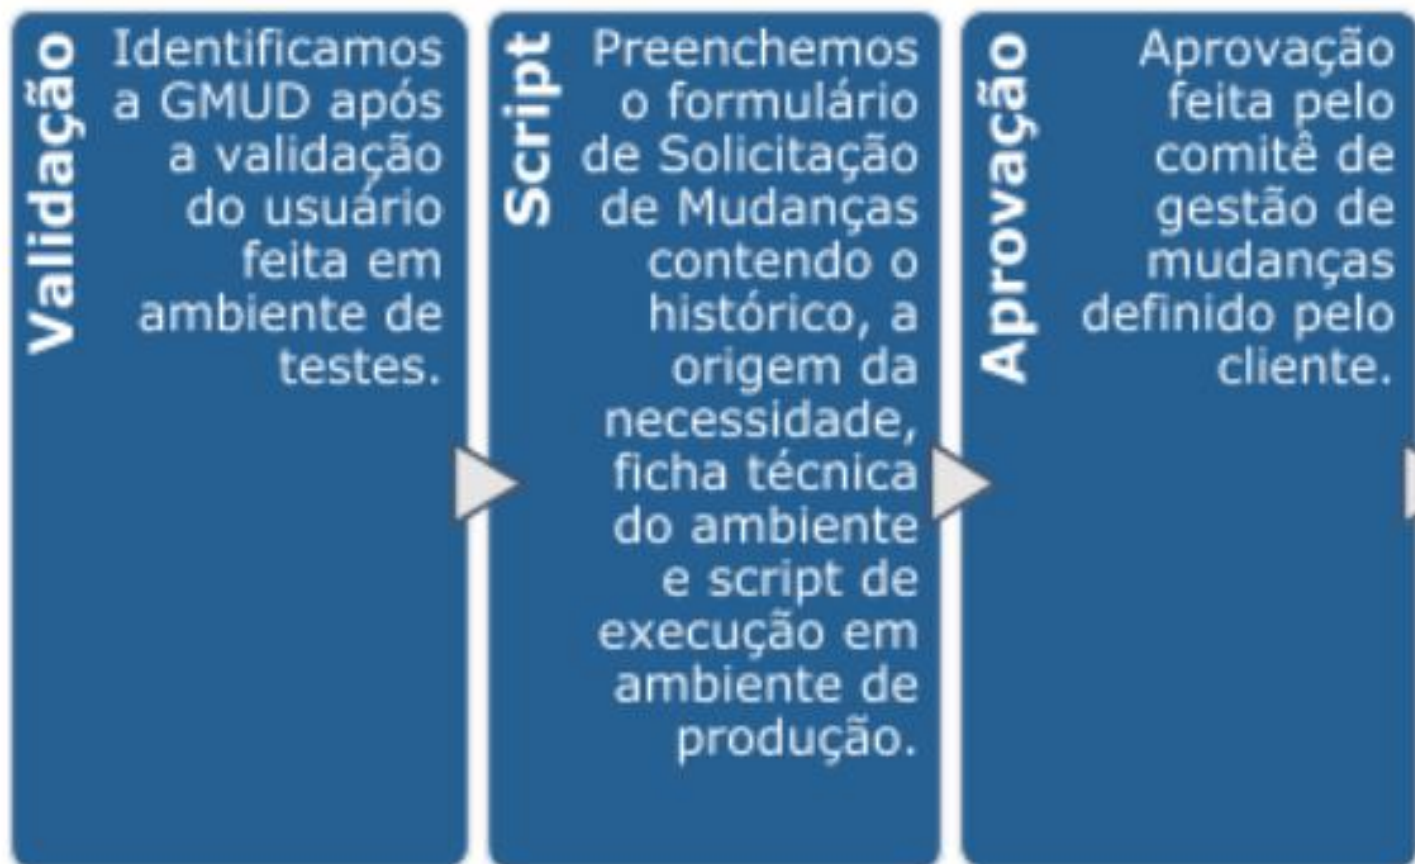 Validação
Identificamos
a GMUD após
a validação
do usuário
feita em
ambiente de
testes.
Script
Preenchemos
o formulário
de Solicitação
de Mudanças
contendo o
histórico, a
origem da
necessidade,
ficha técnica
do ambiente
e script de
execução em
ambiente de
produção.
Aprovação
Aprovação
feita pelo
comitê de
gestão de
mudanças
definido pelo
cliente.